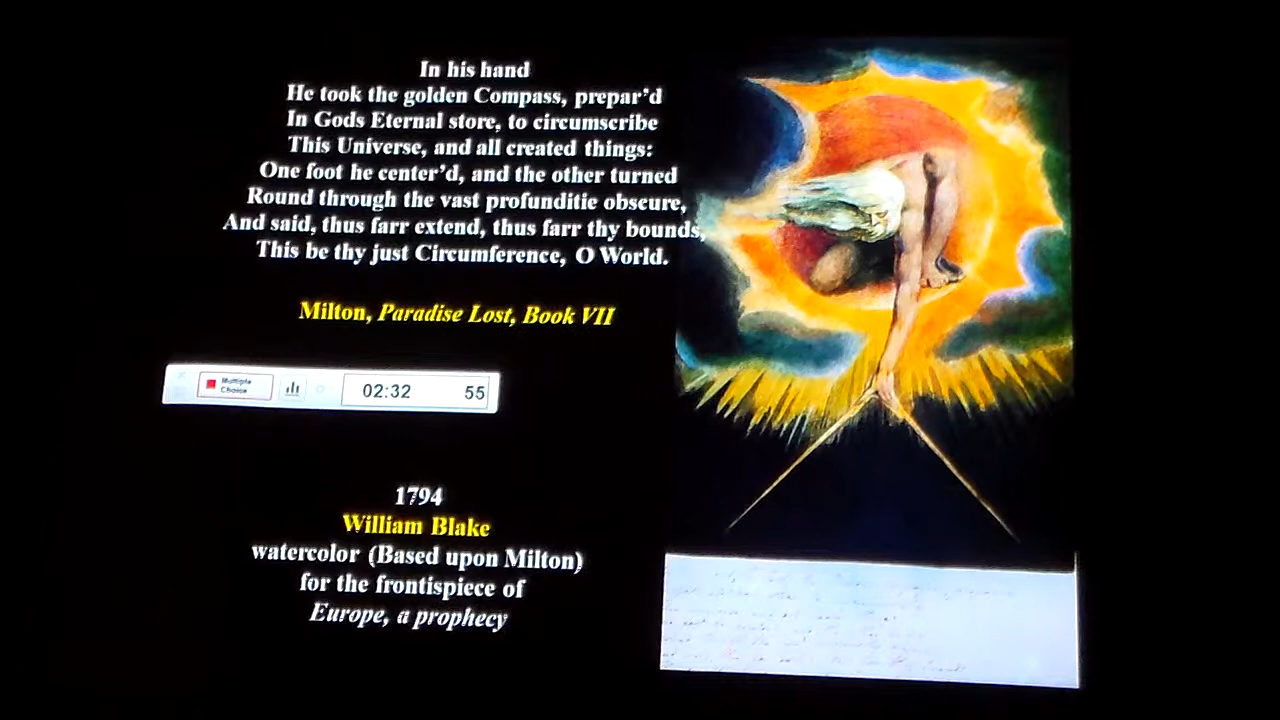 In his hand
He took the golden Compass, prepar'd
In Gods Eternal store, to circumscribe
This Universe, and all created things:
One foot he center'd, and the other turned
Round through the vast profunditie obscure,
And said, thus farr extend, thus farr thy bounds,
This be thy just Circumference, O World.
Milton, Paradise Lost, Book VII
Multiple
Choice
02:32 55
1794
William Blake
watercolor (Based upon Milton)
for the frontispiece of
Europe, a prophecy